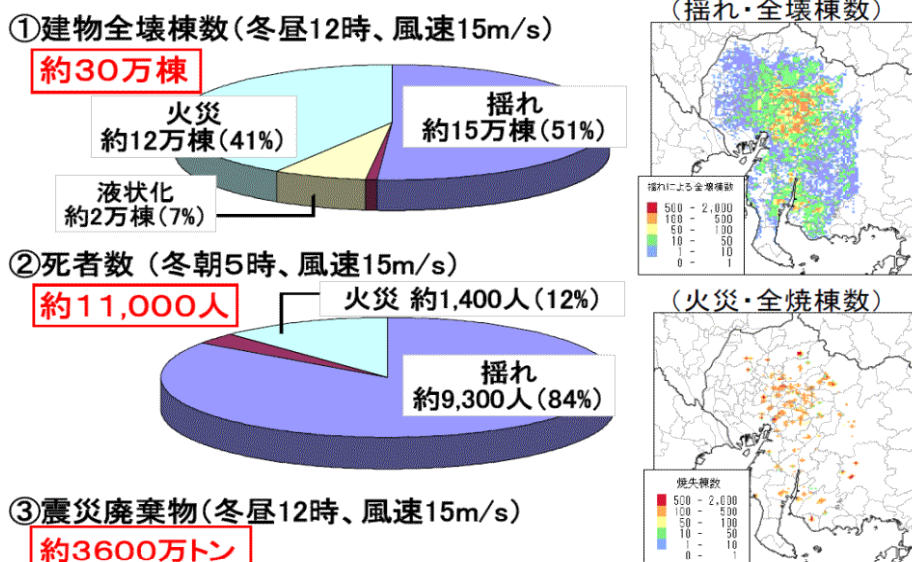 ①建物全壊棟数(冬昼12時、風速15m/s)
約30万棟
火災
約12万棟(41%)
揺れ
約15万棟(51%)
液状化
約2万棟(7%)
(揺れ・全壊棟数)
揺れによる全壊棟数
500 - 2,000
100 - 500
50 - 100
10 - 50
1 - 10
0 - 1
②死者数 (冬朝5時、風速15m/s)
約11,000人
火災 約1,400人(12%)
揺れ
約9,300人(84%)
(火災・全焼棟数)
焼失棟数
500 - 2,000
100 - 500
50 - 100
10 - 50
1 - 10
0 - 1
③震災廃棄物(冬昼12時、風速15m/s)
約3600万トン